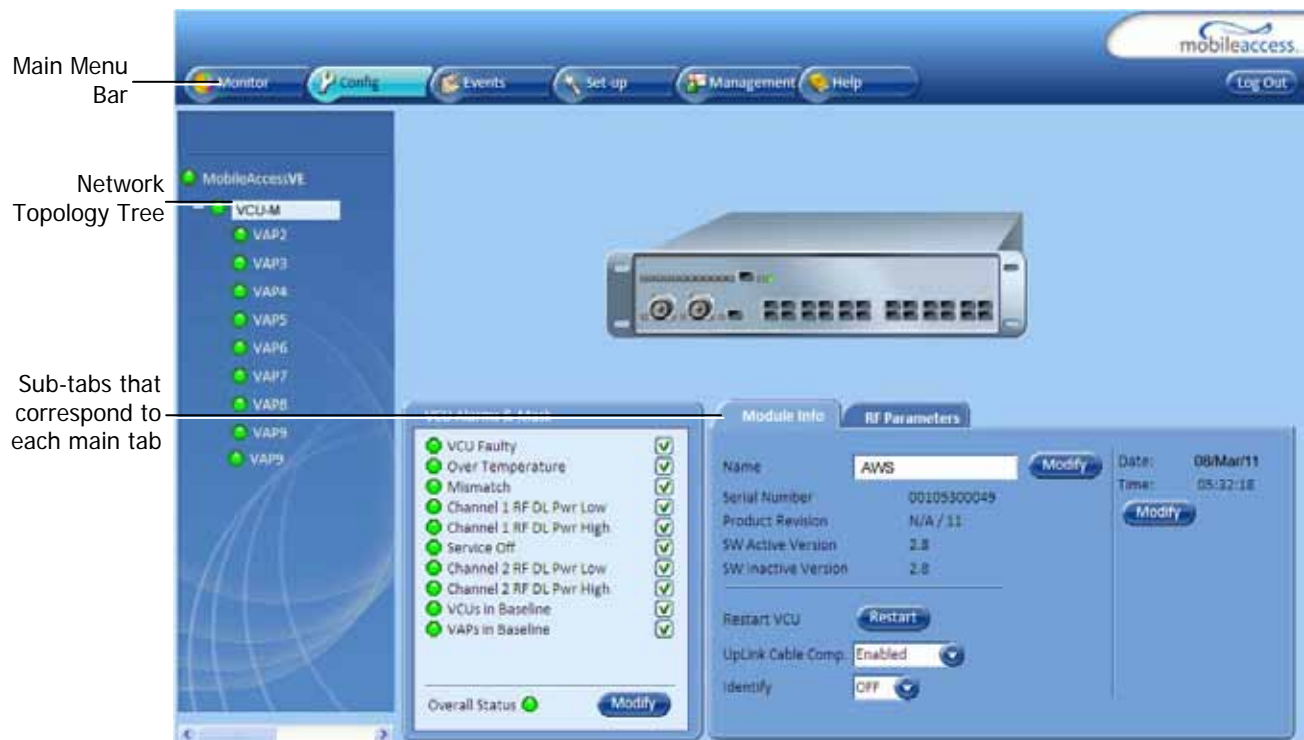 mobileaccess
Main Menu
Bar
Monitor
Config
Events
Set-up
Management
Help
Log Out
Network
Topology Tree
MobileAccessVE
VCU-M
VAP2
VAP3
VAP4
VAP5
VAP6
VAP7
VAP8
VAP9
VAP9
Sub-tabs that
correspond to
each main tab
VCU Alarms & Mask
VCU Faulty
Over Temperature
Mismatch
Channel 1 RF DL Pwr Low
Channel 1 RF DL Pwr High
Service Off
Channel 2 RF DL Pwr Low
Channel 2 RF DL Pwr High
VCUs in Baseline
VAPs in Baseline
Overall Status
Modify
Module Info
RF Parameters
Name AWS Modify
Serial Number 00105300049
Product Revision N/A / 11
SW Active Version 2.8
SW Inactive Version 2.8
Restart VCU Restart
UpLink Cable Comp. Enabled
Identify OFF
Date: 08/Mar/11
Time: 05:32:18
Modify